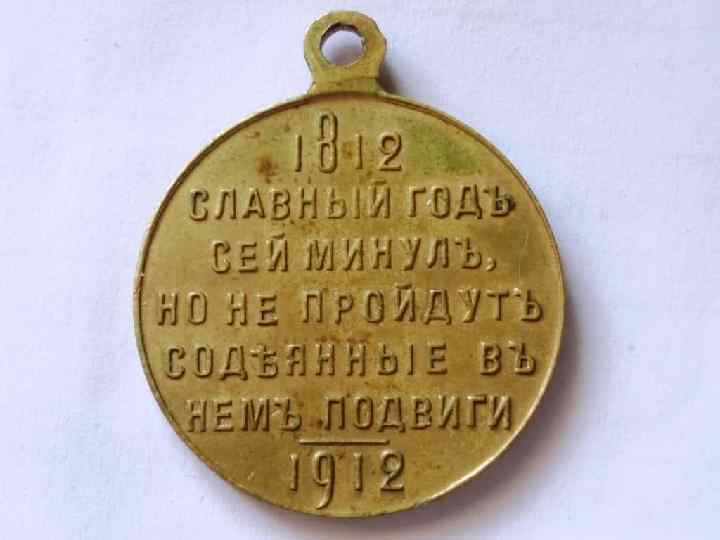 1812
СЛАВНЫЙ ГОДЪ
СЕЙ МИНУЛЪ,
НО НЕ ПРОЙДУТЪ
СОДѢЯННЫЕ ВЪ
НЕМЪ ПОДВИГИ
1912